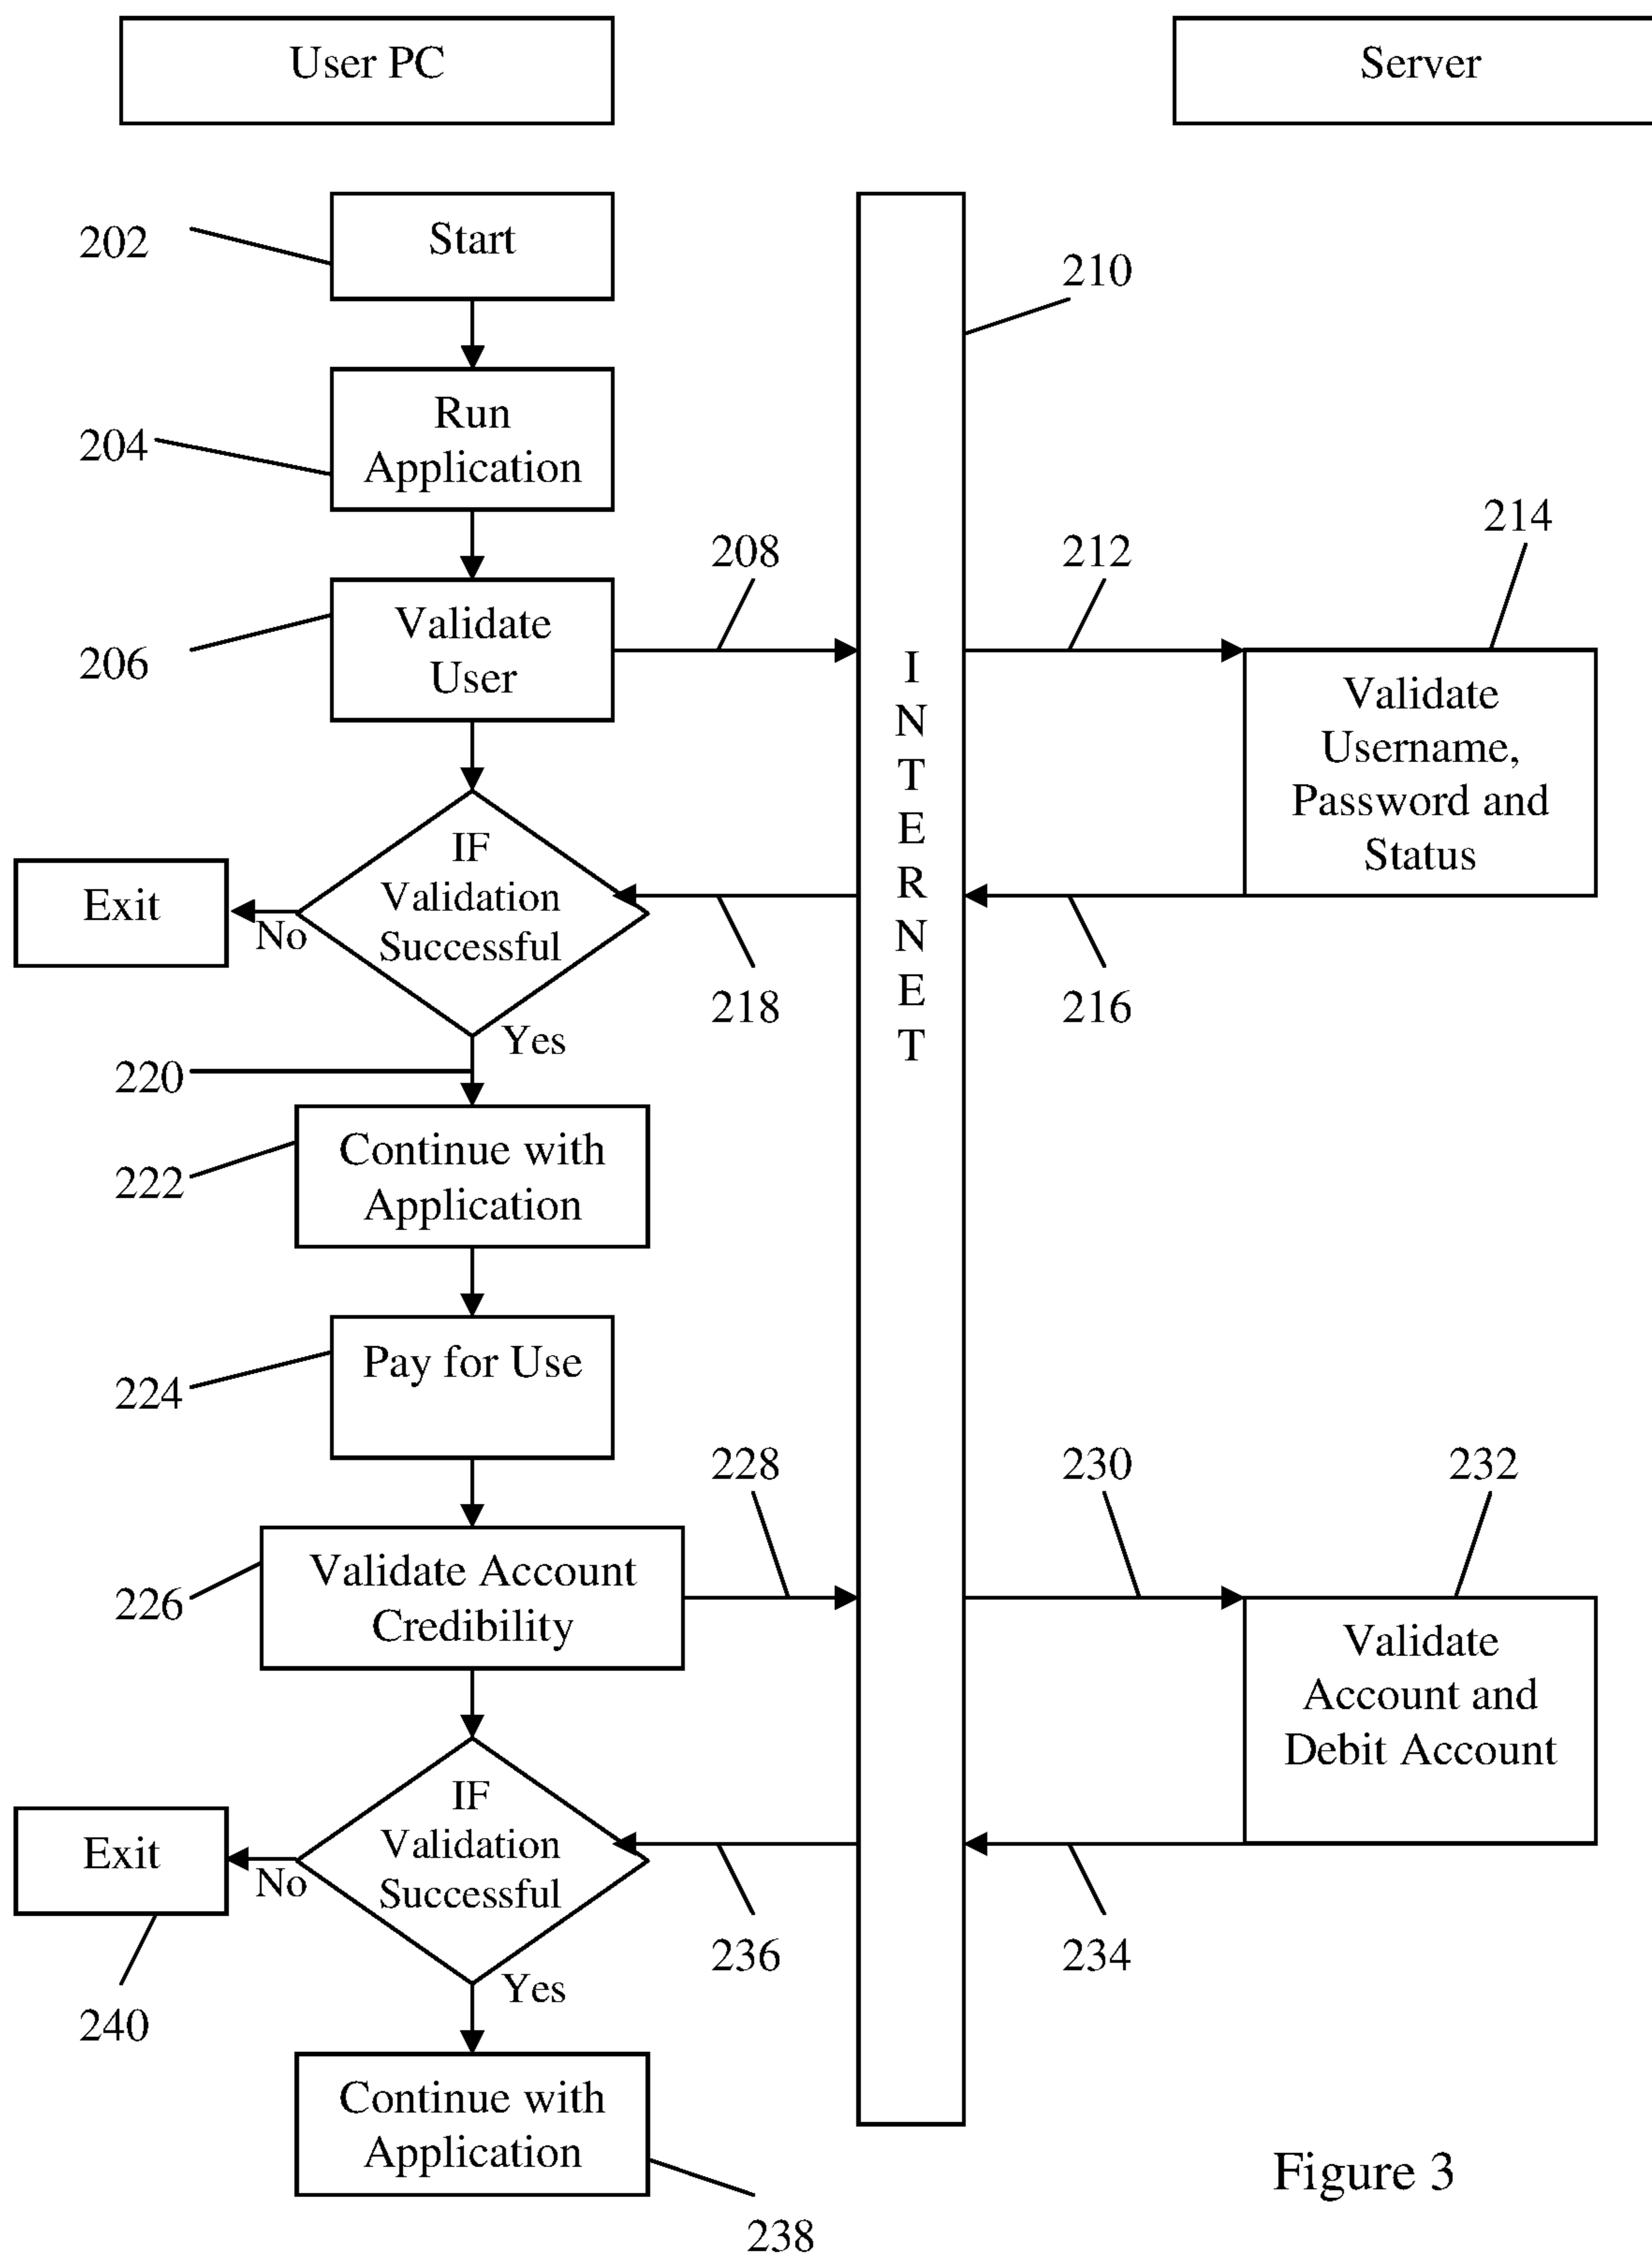 User PC
Server
Start
202
210
Run
Application
204
214
208
212
Validate
User
206
I
N
T
E
R
N
E
T
Validate
Username,
Password and
Status
IF
Validation
Successful
Exit
No
218
216
Yes
220
Continue with
Application
222
Pay for Use
224
228
230
232
Validate Account
Credibility
226
Validate
Account and
Debit Account
IF
Validation
Successful
Exit
No
236
234
Yes
240
Continue with
Application
Figure 3
238